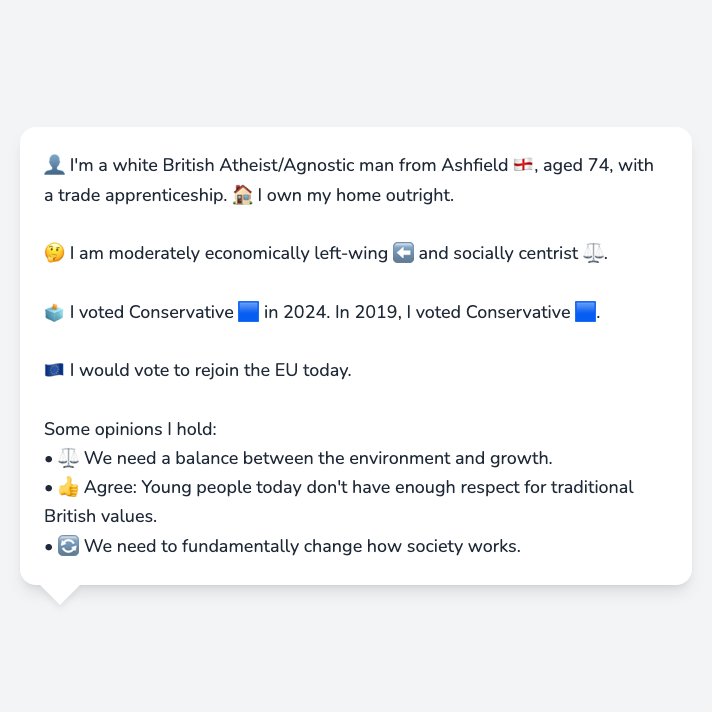 👤 I'm a white British Atheist/Agnostic man from Ashfield 🏴󠁧󠁢󠁥󠁮󠁧󠁿, aged 74, with
a trade apprenticeship. 🏠 I own my home outright.
🤔 I am moderately economically left-wing ⬅️ and socially centrist ⚖️.
🗳️ I voted Conservative 🟦 in 2024. In 2019, I voted Conservative 🟦.
🇪🇺 I would vote to rejoin the EU today.
Some opinions I hold:
• ⚖️ We need a balance between the environment and growth.
• 👍 Agree: Young people today don't have enough respect for traditional
British values.
• 🔄 We need to fundamentally change how society works.